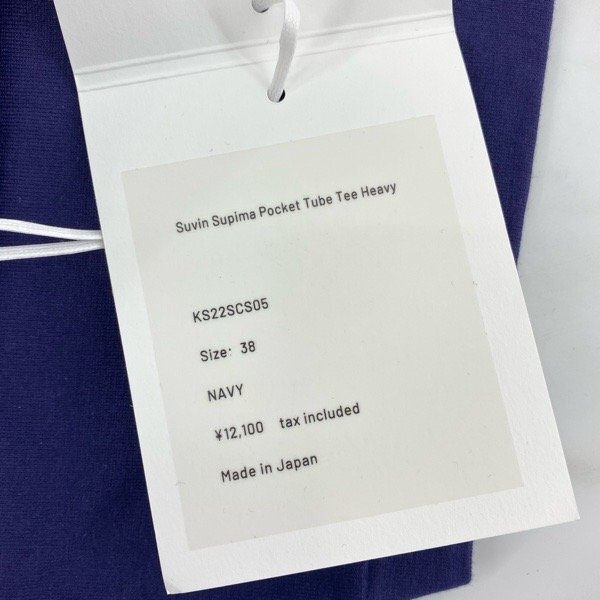 Suvin Supima Pocket Tube Tee Heavy
KS22SCS05
Size: 38
NAVY
¥12,100 tax included
Made in Japan